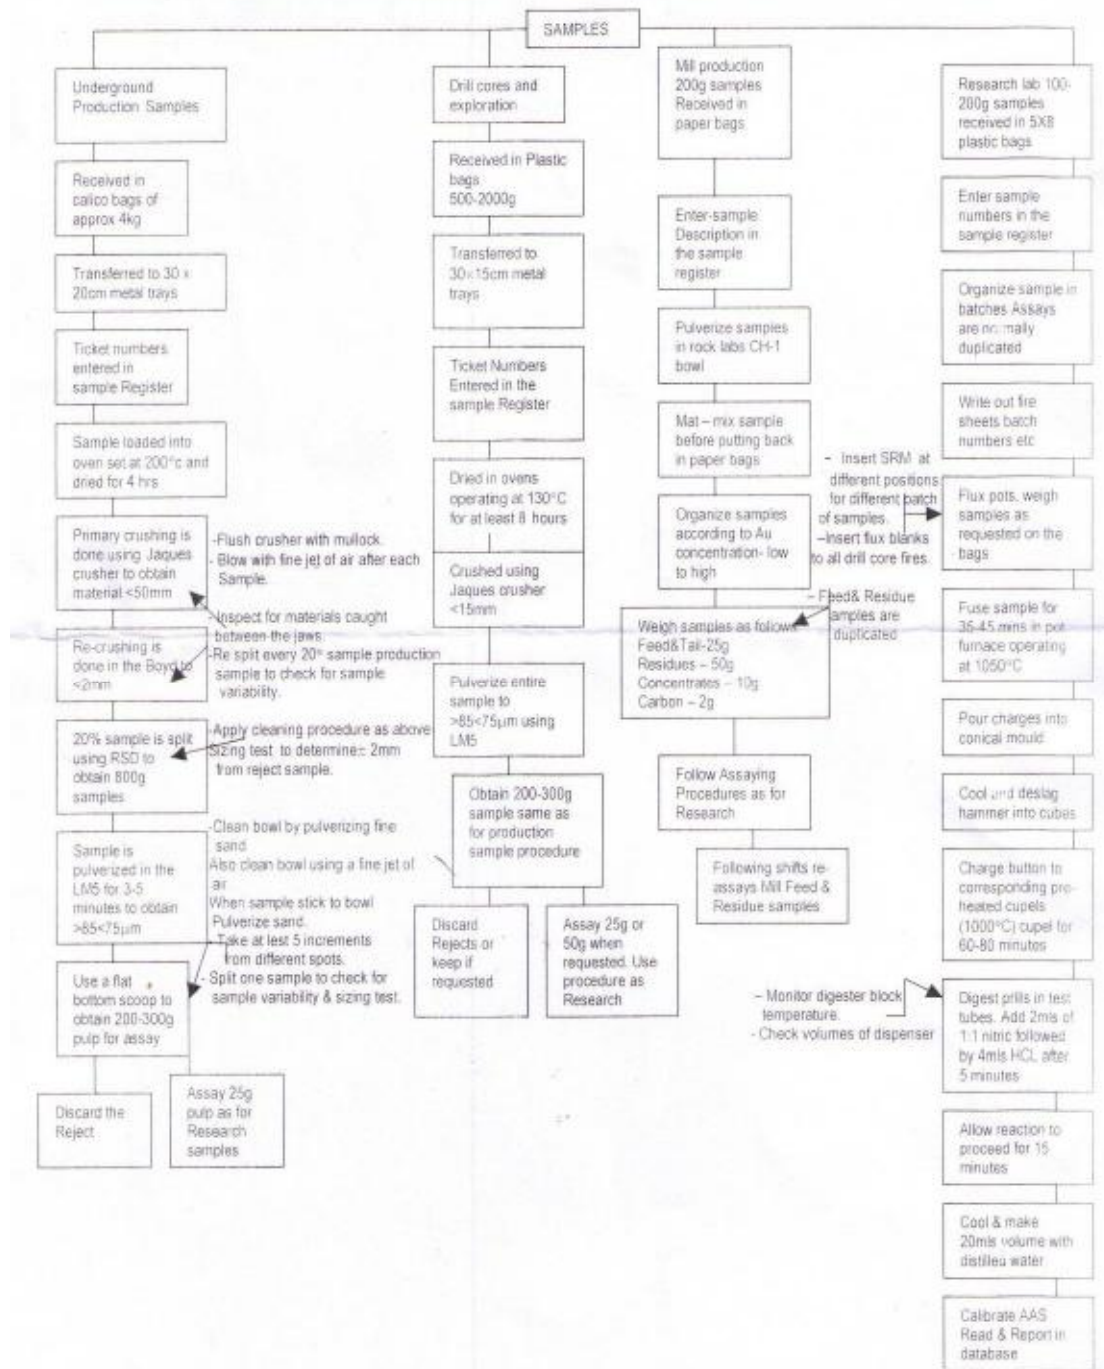 SAMPLES
Underground
Production Samples
Received in
calico bags of
approx 4kg
Transferred to 30 x
20cm metal trays
Ticket numbers
entered in
sample Register
Sample loaded into
oven set at 200°c and
dried for 4 hrs
Primary crushing is
done using Jaques
crusher to obtain
material <50mm
-Flush crusher with mullock.
- Blow with fine jet of air after each
Sample.
Re-crushing is
done in the Boyd to
<2mm
-Inspect for materials caught
between the jaws.
-Re split every 20th sample production
sample to check for sample
variability.
20% sample is split
using RSD to
obtain 800g
samples
-Apply cleaning procedure as above
Sizing test to determine± 2mm
from reject sample.
Sample is
pulverized in the
LM5 for 3-5
minutes to obtain
>85<75µm
-Clean bowl by pulverizing fine
sand
Also clean bowl using a fine jet of
air
When sample stick to bowl
Pulverize sand.
- Take at lest 5 increments
from different spots.
- Split one sample to check for
sample variability & sizing test.
Use a flat
bottom scoop to
obtain 200-300g
pulp for assay
Discard the
Reject
Assay 25g
pulp as for
Research
samples
Drill cores and
exploration
Received in Plastic
bags
500-2000g
Transferred to
30×15cm metal
trays
Ticket Numbers
Entered in the
sample Register
Dried in ovens
operating at 130°C
for at least 8 hours
Crushed using
Jaques crusher
<15mm
Pulverize entire
sample to
>85<75µm using
LM5
Obtain 200-300g
sample same as
for production
sample procedure
Discard
Rejects or
keep if
requested
Assay 25g or
50g when
requested. Use
procedure as
Research
Mill production
200g samples
Received in
paper bags
Enter-sample
Description in
the sample
register
Pulverize samples
in rock labs CH-1
bowl
Mat – mix sample
before putting back
in paper bags
Organize samples
according to Au
concentration- low
to high
Weigh samples as follows
Feed&Tail-25g
Residues – 50g
Concentrates – 10g
Carbon – 2g
- Feed& Residue
samples are
duplicated
Follow Assaying
Procedures as for
Research
Following shifts re-
assays Mill Feed &
Residue samples
Research lab 100-
200g samples
received in 5X8
plastic bags
Enter sample
numbers in the
sample register
Organize sample in
batches Assays
are normally
duplicated
Write out fire
sheets batch
numbers etc
– Insert SRM at
different positions
for different batch
of samples.
–Insert flux blanks
to all drill core fires.
Flux pots, weigh
samples as
requested on the
bags
Fuse sample for
35-45 mins in pot
furnace operating
at 1050°C
Pour charges into
conical mould
Cool and deslag
hammer into cubes
Charge button to
corresponding pre-
heated cupels
(1000°C) cupel for
60-80 minutes
– Monitor digester block
temperature.
- Check volumes of dispenser
Digest prills in test
tubes. Add 2mls of
1:1 nitric followed
by 4mls HCL after
5 minutes
Allow reaction to
proceed for 15
minutes
Cool & make
20mls volume with
distilled water
Calibrate AAS
Read & Report in
database